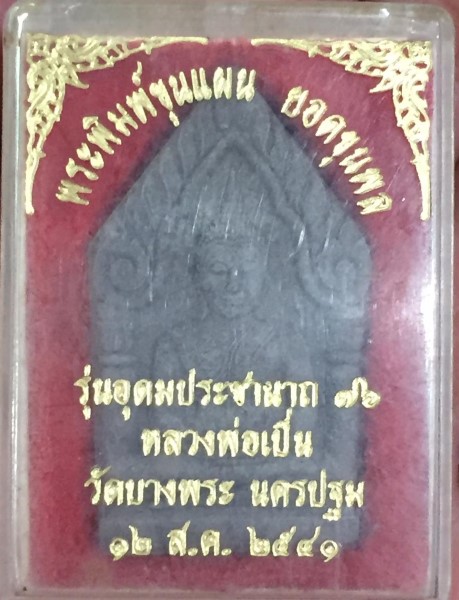 พระพิมพ์ขุนแผน ยอดขุนพล
รุ่นอุดมประชานาถ ๗๖
หลวงพ่อเปิ่น
วัดบางพระ นครปฐม
๑๒ ส.ค. ๒๕๔๑